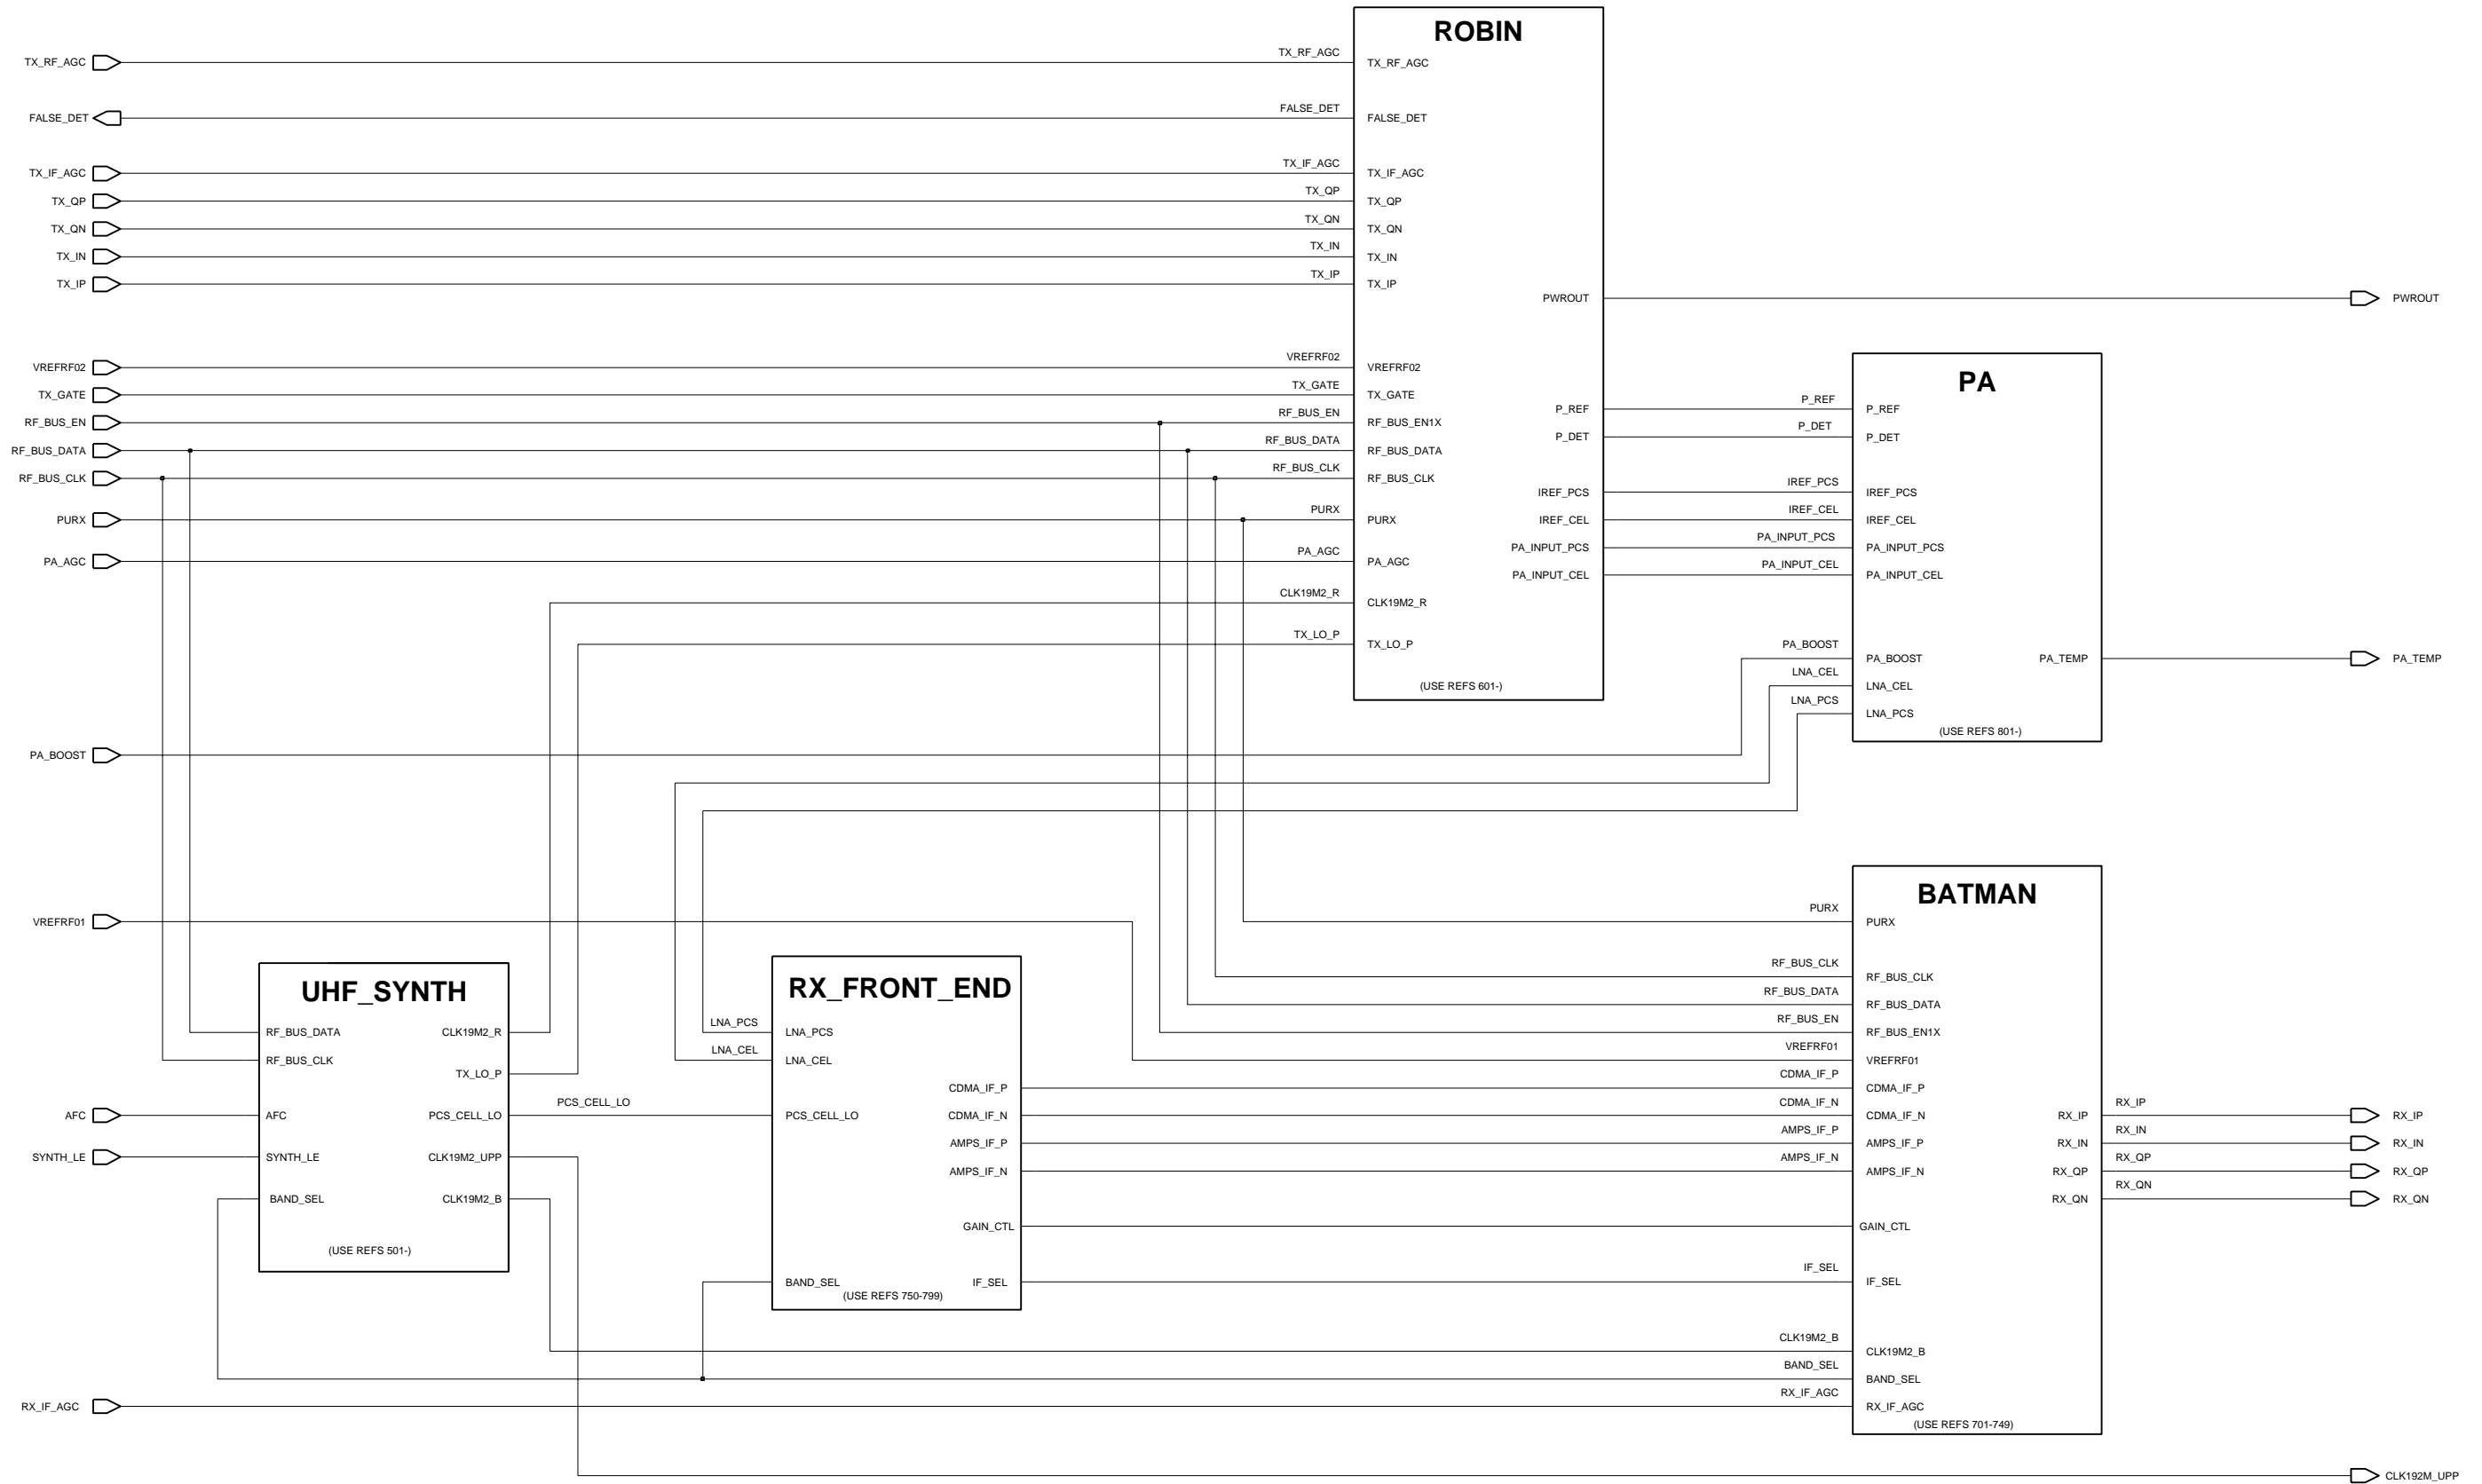 ROBIN
TX_RF_AGC
TX_RF_AGC
TX_RF_AGC
FALSE_DET
FALSE_DET
FALSE_DET
TX_IF_AGC
TX_IF_AGC
TX_IF_AGC
TX_QP
TX_QP
TX_QP
TX_QN
TX_QN
TX_QN
TX_IN
TX_IN
TX_IN
TX_IP
TX_IP
TX_IP
PWROUT
PWROUT
VREFRF02
VREFRF02
VREFRF02
TX_GATE
TX_GATE
TX_GATE
RF_BUS_EN
RF_BUS_EN
RF_BUS_EN1X
RF_BUS_DATA
RF_BUS_DATA
RF_BUS_DATA
RF_BUS_CLK
RF_BUS_CLK
RF_BUS_CLK
PURX
PURX
PURX
PA_AGC
PA_AGC
PA_AGC
CLK19M2_R
CLK19M2_R
TX_LO_P
TX_LO_P
(USE REFS 601-)
P_REF
P_DET
IREF_PCS
IREF_CEL
PA_INPUT_PCS
PA_INPUT_CEL
PA
P_REF
P_REF
P_DET
P_DET
IREF_PCS
IREF_PCS
IREF_CEL
IREF_CEL
PA_INPUT_PCS
PA_INPUT_PCS
PA_INPUT_CEL
PA_INPUT_CEL
PA_BOOST
PA_BOOST
PA_TEMP
PA_TEMP
LNA_CEL
LNA_CEL
LNA_PCS
LNA_PCS
(USE REFS 801-)
PA_BOOST
VREFRF01
UHF_SYNTH
RF_BUS_DATA
CLK19M2_R
RF_BUS_CLK
TX_LO_P
AFC
AFC
PCS_CELL_LO
PCS_CELL_LO
SYNTH_LE
SYNTH_LE
CLK19M2_UPP
BAND_SEL
CLK19M2_B
(USE REFS 501-)
RX_FRONT_END
LNA_PCS
LNA_PCS
LNA_CEL
LNA_CEL
CDMA_IF_P
PCS_CELL_LO
CDMA_IF_N
AMPS_IF_P
AMPS_IF_N
GAIN_CTL
BAND_SEL
IF_SEL
(USE REFS 750-799)
BATMAN
PURX
PURX
RF_BUS_CLK
RF_BUS_CLK
RF_BUS_DATA
RF_BUS_DATA
RF_BUS_EN
RF_BUS_EN1X
VREFRF01
VREFRF01
CDMA_IF_P
CDMA_IF_P
CDMA_IF_N
CDMA_IF_N
AMPS_IF_P
AMPS_IF_P
AMPS_IF_N
AMPS_IF_N
GAIN_CTL
IF_SEL
IF_SEL
CLK19M2_B
CLK19M2_B
BAND_SEL
BAND_SEL
RX_IF_AGC
RX_IF_AGC
RX_IF_AGC
(USE REFS 701-749)
RX_IP
RX_IP
RX_IP
RX_IN
RX_IN
RX_IN
RX_QP
RX_QP
RX_QP
RX_QN
RX_QN
RX_QN
CLK192M_UPP